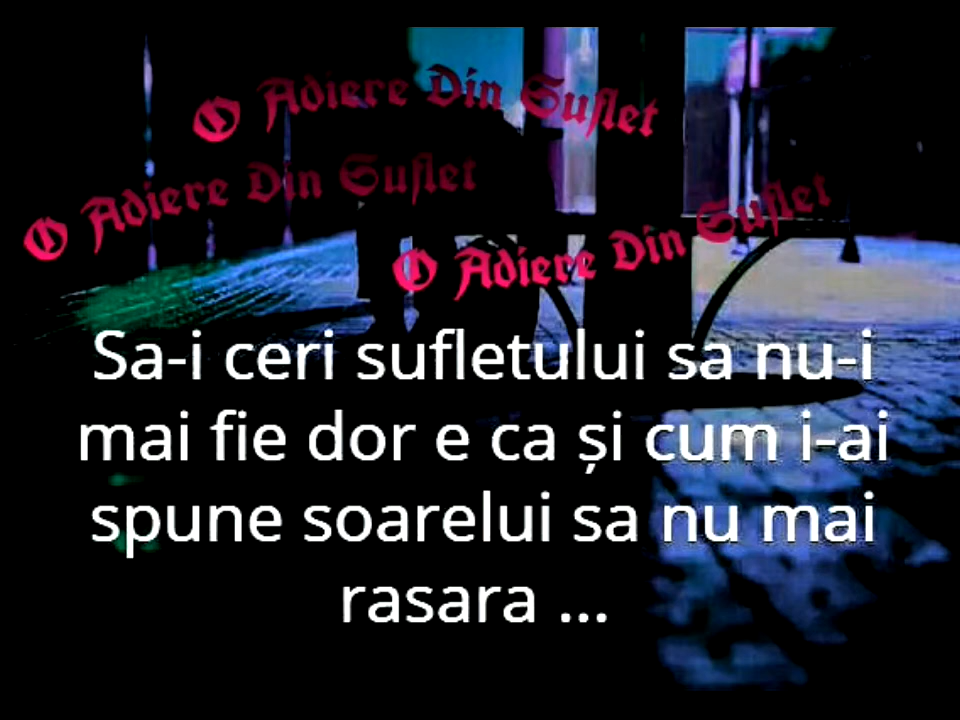 O Adiere Din Suflet
O Adiere Din Suflet
O Adiere Din Suflet
Sa-i ceri sufletului sa nu-i
mai fie dor e ca și cum i-ai
spune soarelui sa nu mai
rasara ...